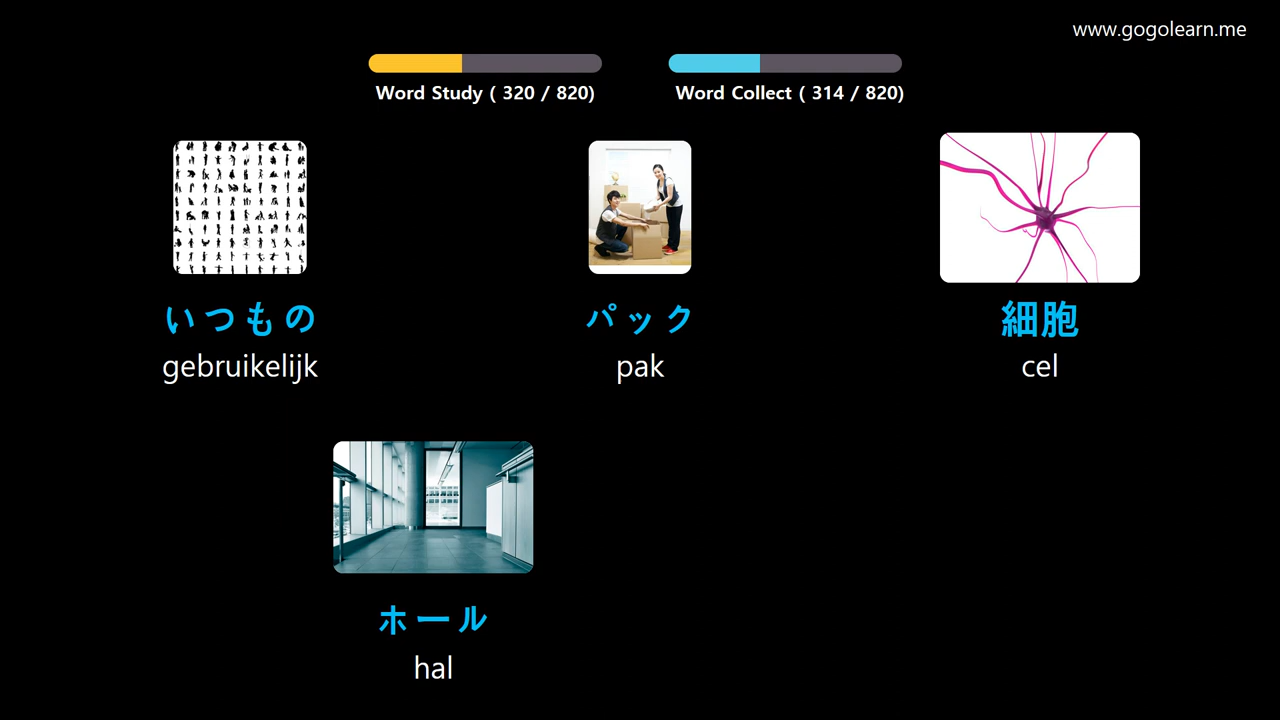 www.gogolearn.me
Word Study ( 320 / 820)
Word Collect ( 314 / 820)
いつもの
gebruikelijk
パック
pak
細胞
cel
ホール
hal